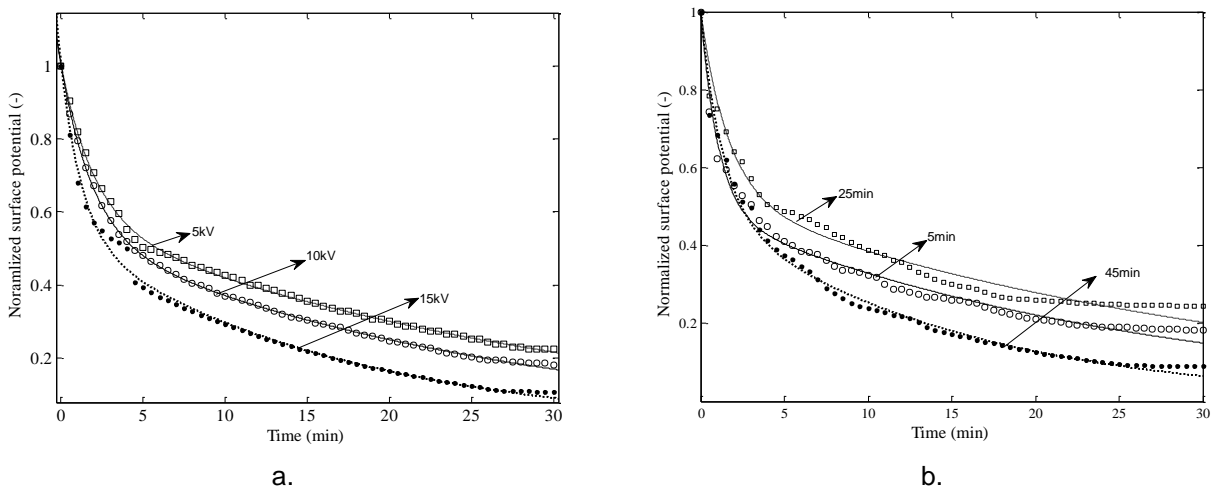 Noramlized surface potential (-)
1
0.8
0.6
0.4
0.2
5kV
10kV
15kV
0
5
10
15
20
25
30
Time (min)
a.
Normalized surface potential (-)
1
0.8
0.6
0.4
0.2
25min
5min
45min
0
5
10
15
20
25
30
Time (min)
b.